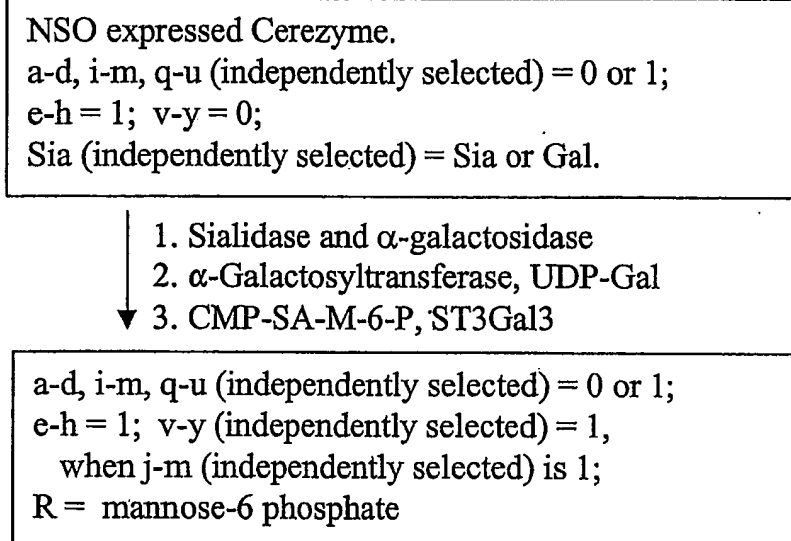 NSO expressed Cerezyme.
a-d, i-m, q-u (independently selected) = 0 or 1;
e-h = 1; v-y = 0;
Sia (independently selected) = Sia or Gal.
1. Sialidase and α-galactosidase
2. α-Galactosyltransferase, UDP-Gal
3. CMP-SA-M-6-P, ST3Gal3
a-d, i-m, q-u (independently selected) = 0 or 1;
e-h = 1; v-y (independently selected) = 1,
when j-m (independently selected) is 1;
R = mannose-6 phosphate